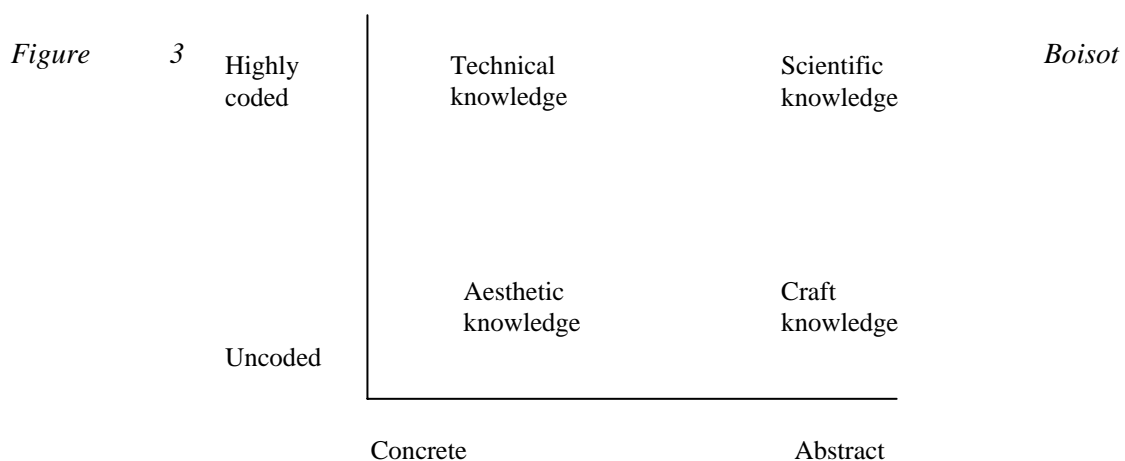 Figure 3 Boisot
Highly
coded
Technical
knowledge
Scientific
knowledge
Aesthetic
knowledge
Craft
knowledge
Uncoded
Concrete
Abstract